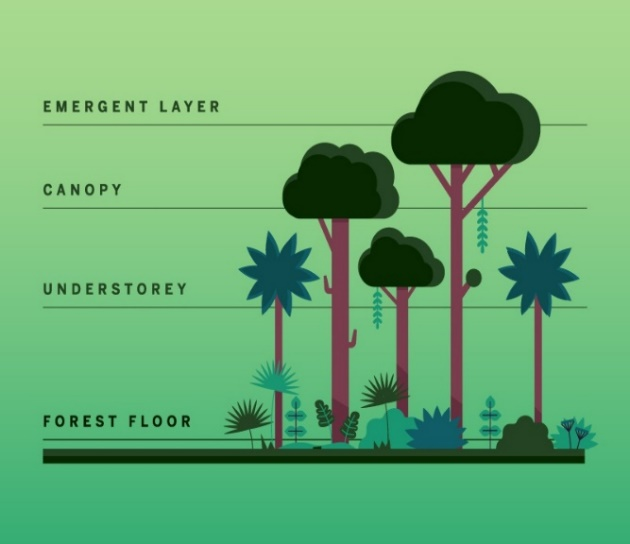 EMERGENT LAYER
CANOPY
UNDERSTOREY
FOREST FLOOR